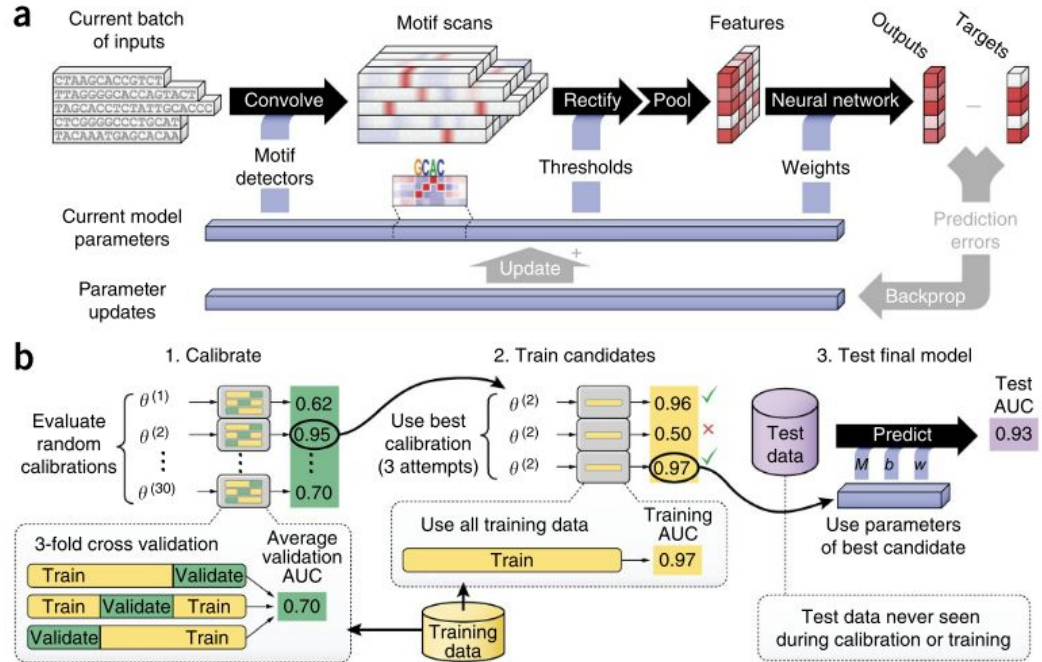 a
Current batch
of inputs
Motif scans
Features
Outputs
Targets
CTAAGCACCGTCT
TTAGGGGCACCAGTACT
TAGCACCTCTATTGCACCC
CTCGGGGCCCTGCAT
TACAAATGAGCACAA
Convolve
Rectify
Pool
Neural network
Motif
detectors
GCAC
Thresholds
Weights
Current model
parameters
Prediction
errors
Update
+
Parameter
updates
Backprop
b
1. Calibrate
2. Train candidates
3. Test final model
Evaluate
random
calibrations
θ(1)
0.62
θ(2)
0.95
θ(30)
0.70
Use best
calibration
(3 attempts)
θ(2)
0.96
θ(2)
0.50
θ(2)
0.97
Test
data
Predict
M b w
Test
AUC
0.93
Use parameters
of best candidate
3-fold cross validation
Average
validation
AUC
Train Validate
Train Validate Train
Validate Train
0.70
Use all training data
Training
AUC
Train
0.97
Training
data
Test data never seen
during calibration or training